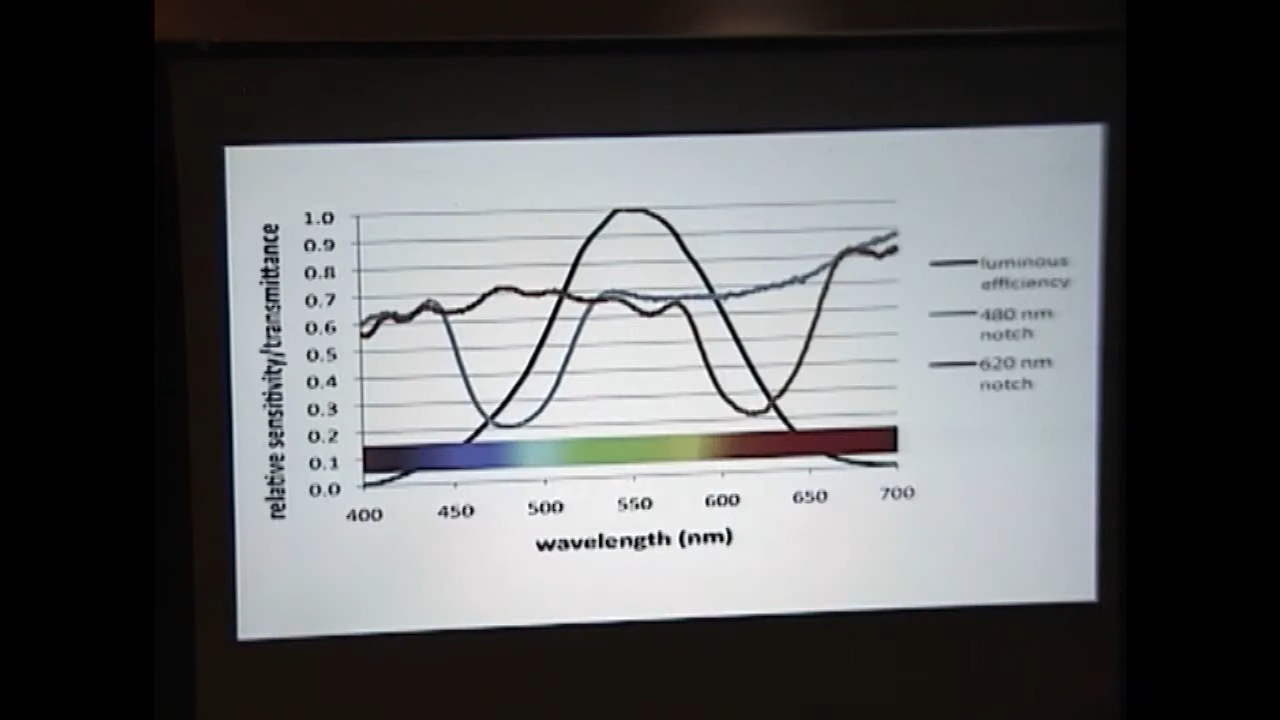 relative sensitivity/transmittance
1.0
0.9
0.8
0.7
0.6
0.5
0.4
0.3
0.2
0.1
0.0
400 450 500 550 600 650 700
wavelength (nm)
luminous
efficiency
480 nm
notch
620 nm
notch